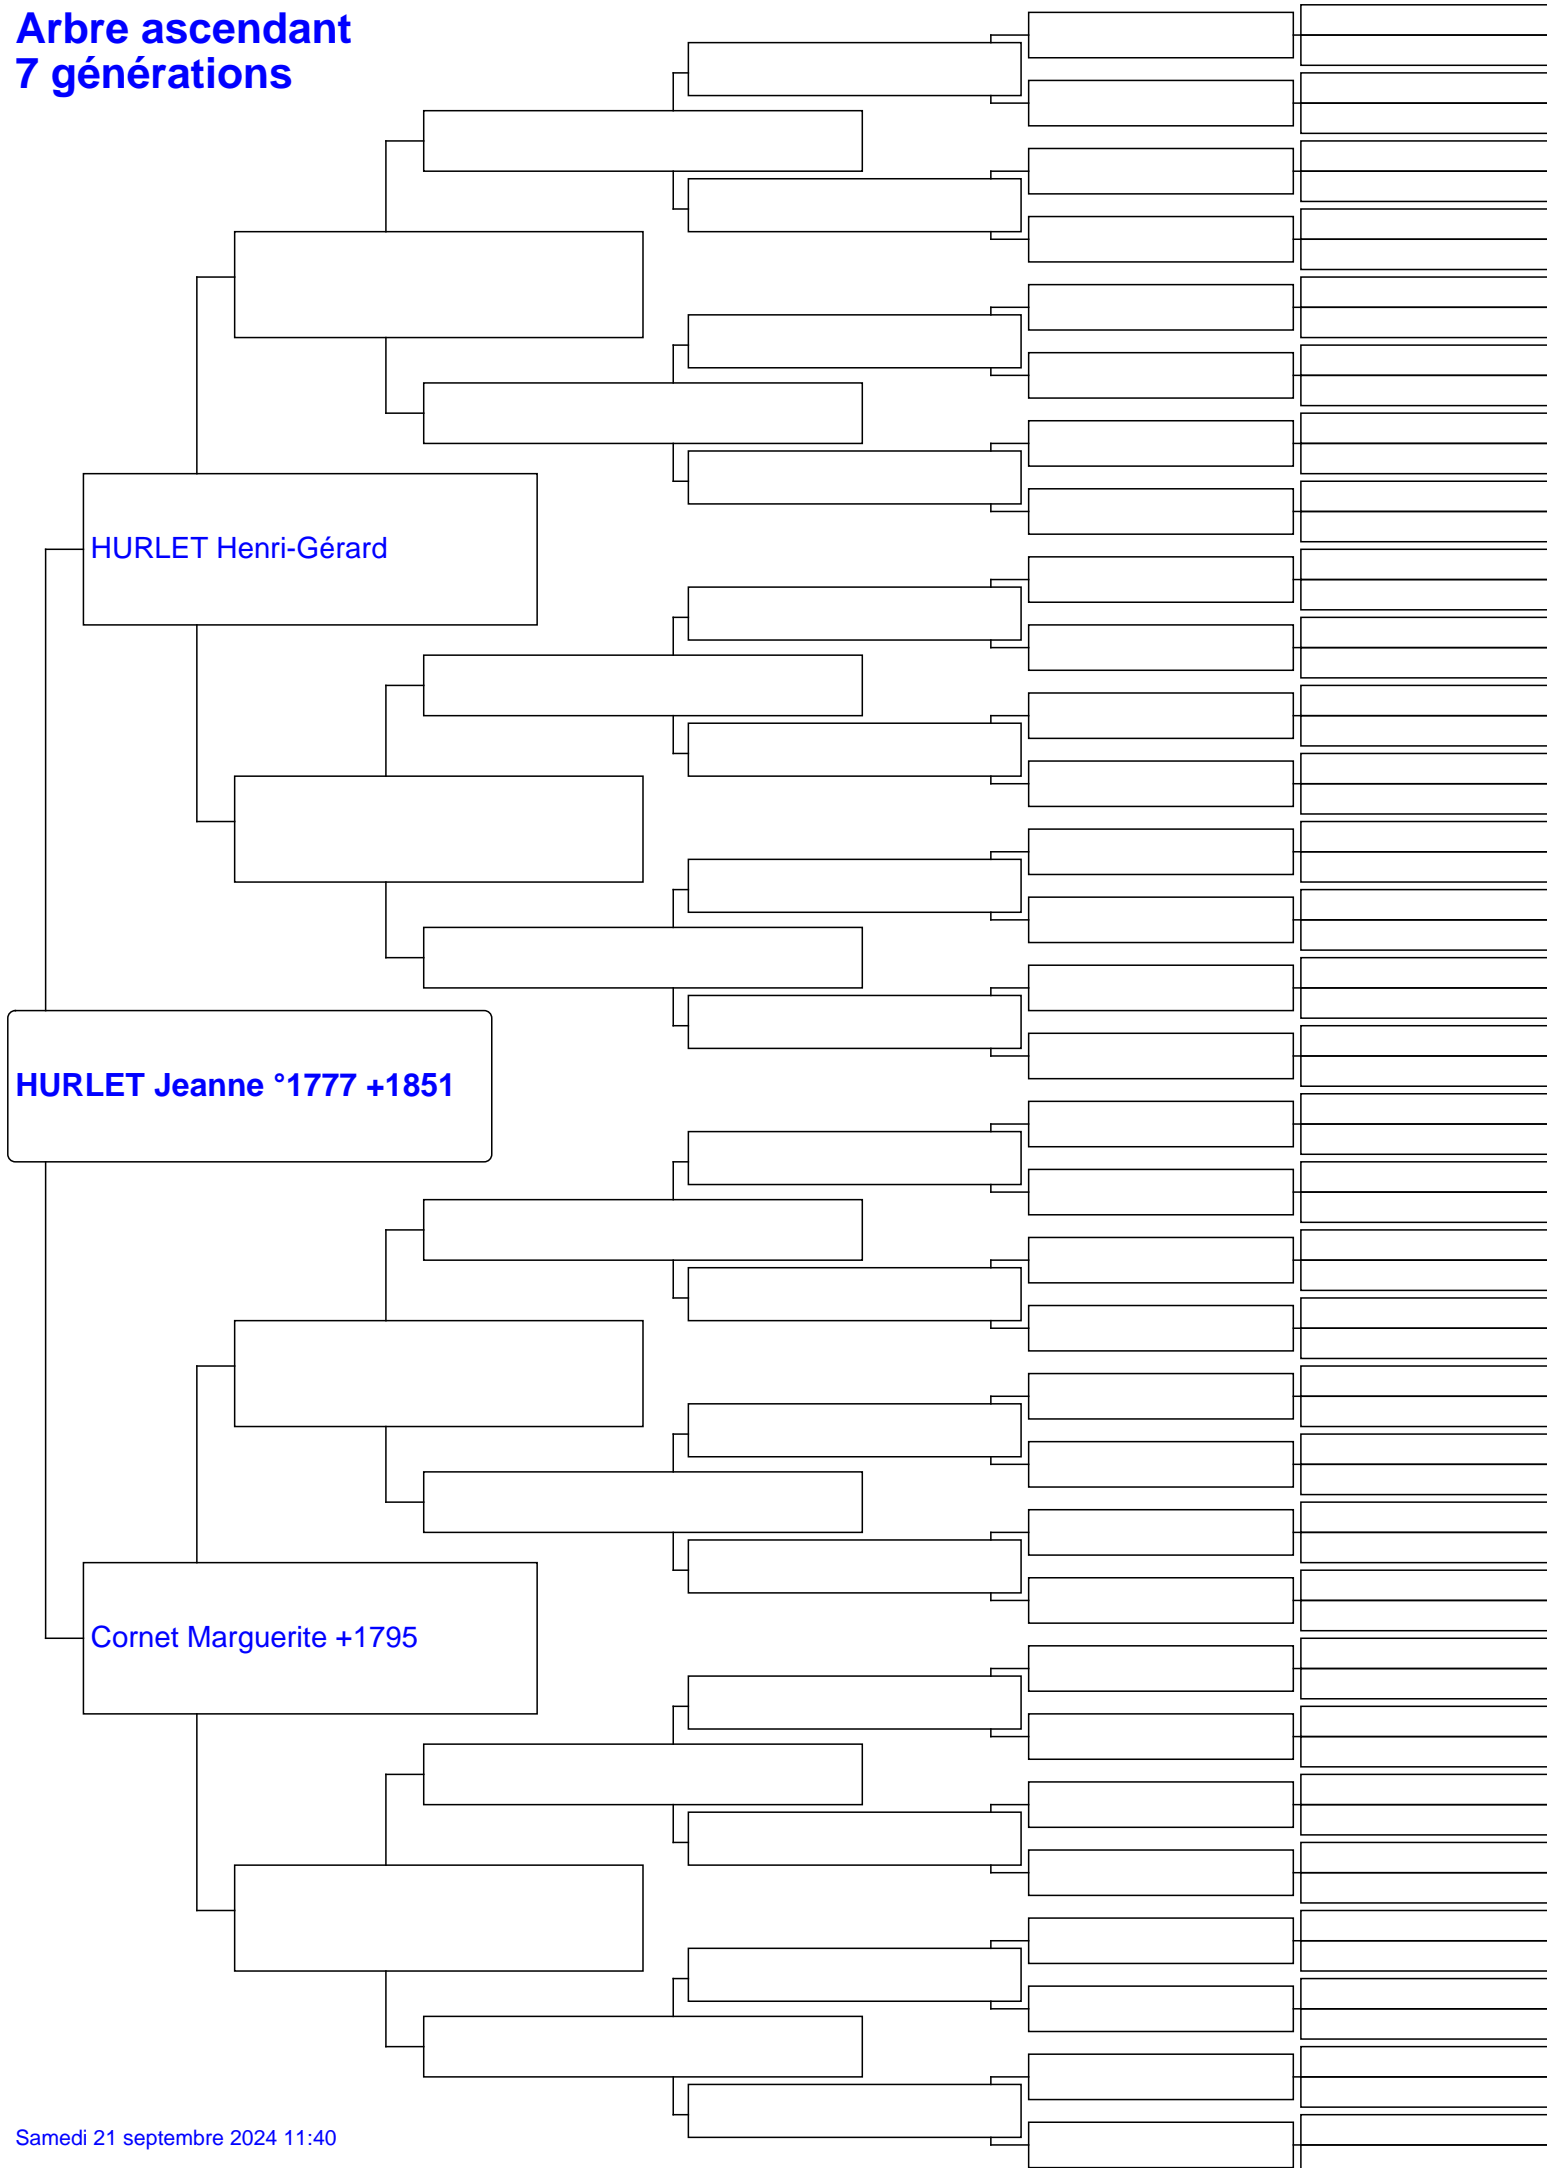 Arbre ascendant
7 générations
HURLET Henri-Gérard
HURLET Jeanne °1777 +1851
Cornet Marguerite +1795
Samedi 21 septembre 2024 11:40